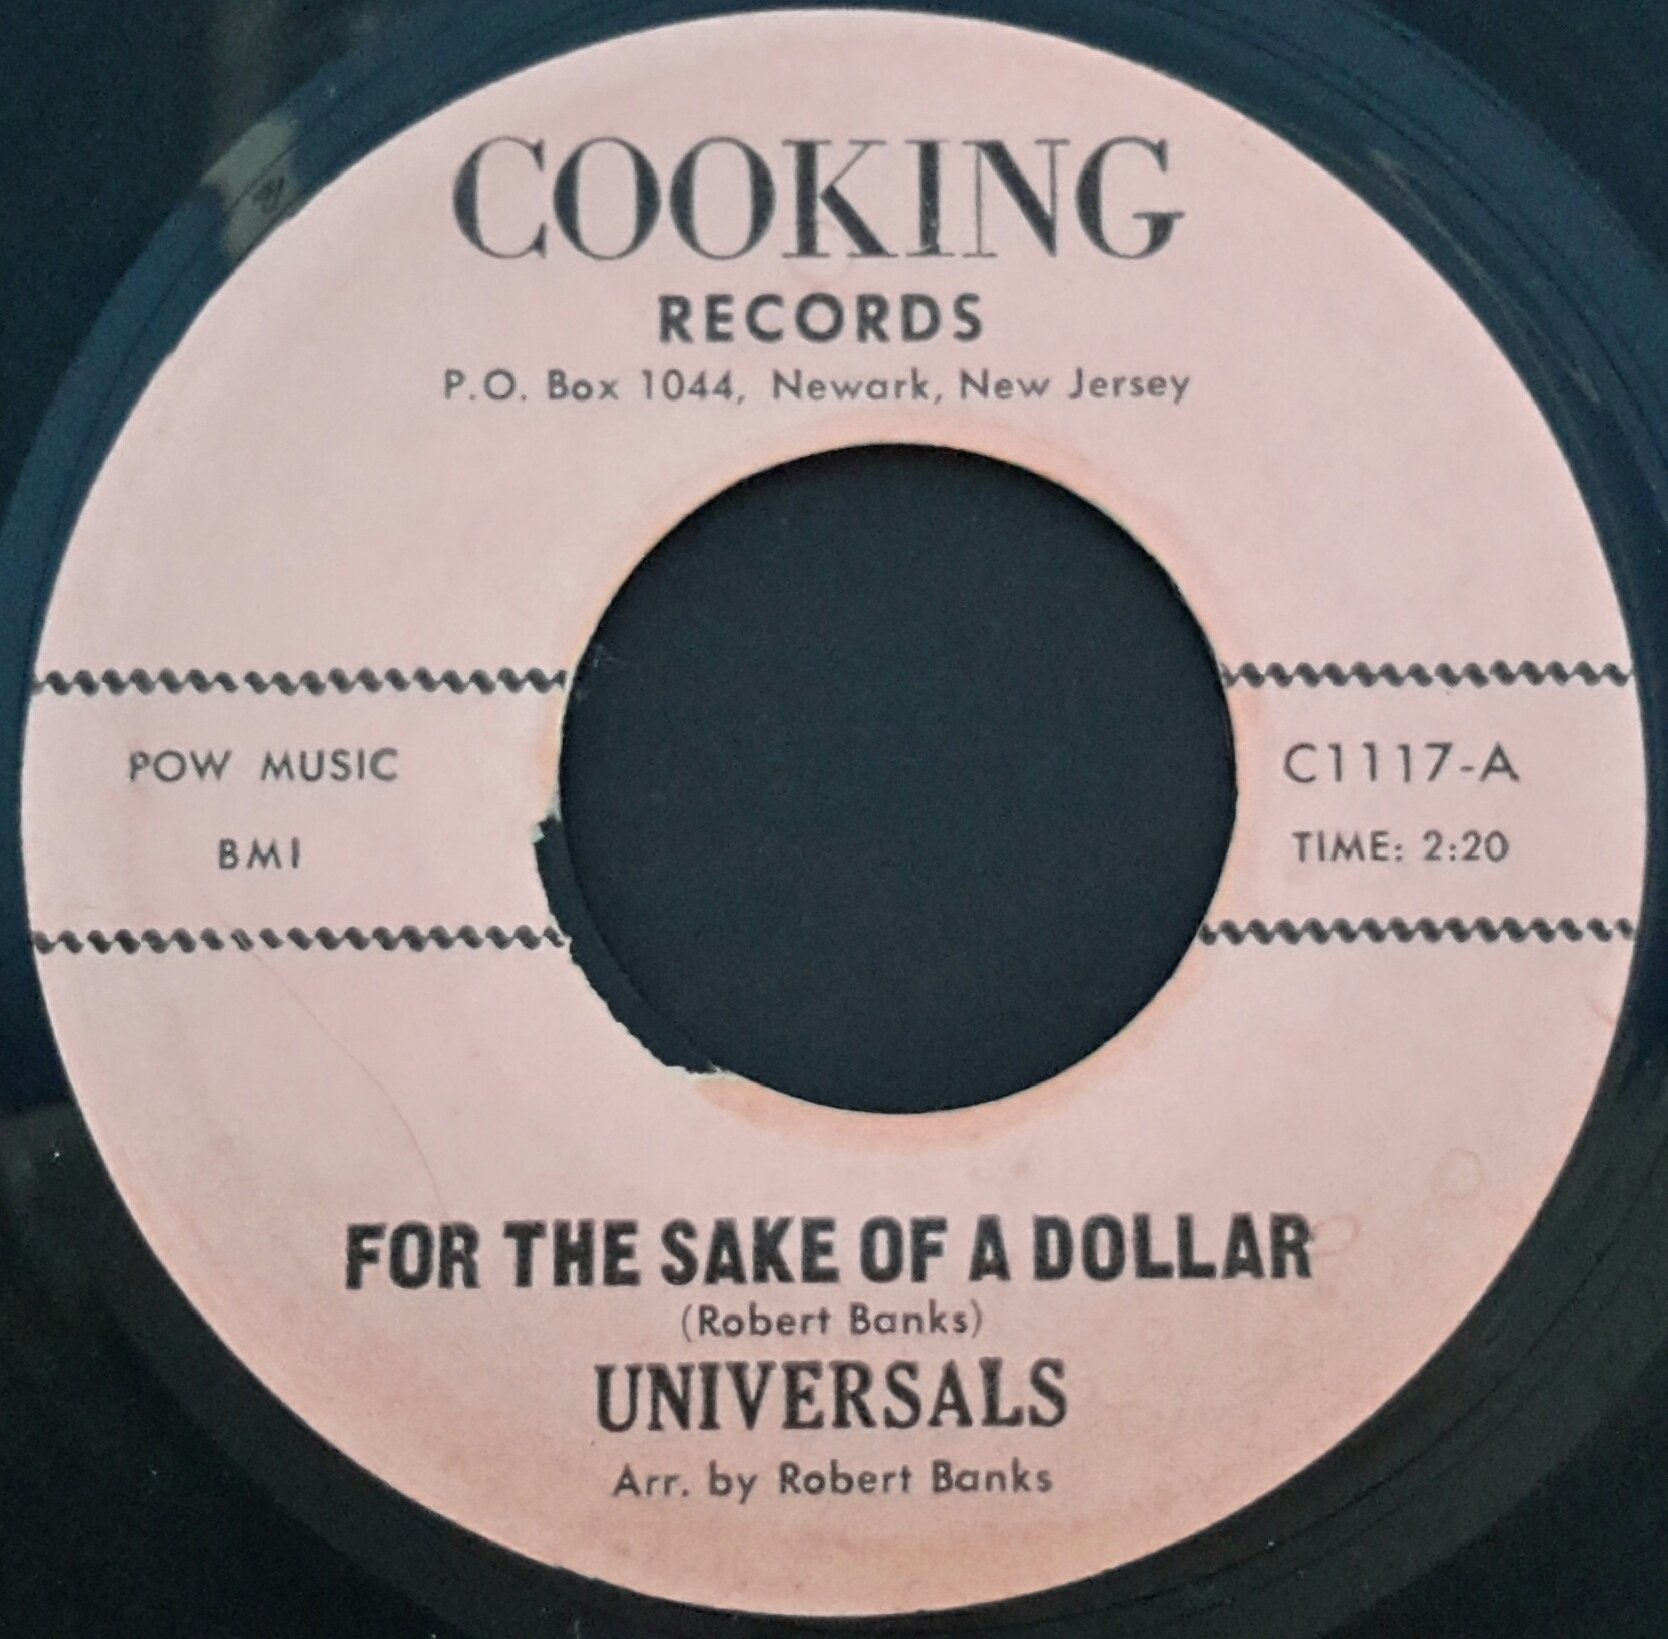 COOKING
RECORDS
P.O. Box 1044, Newark, New Jersey
POW MUSIC
BMI
C1117-A
TIME: 2:20
FOR THE SAKE OF A DOLLAR
(Robert Banks)
UNIVERSALS
Arr. by Robert Banks